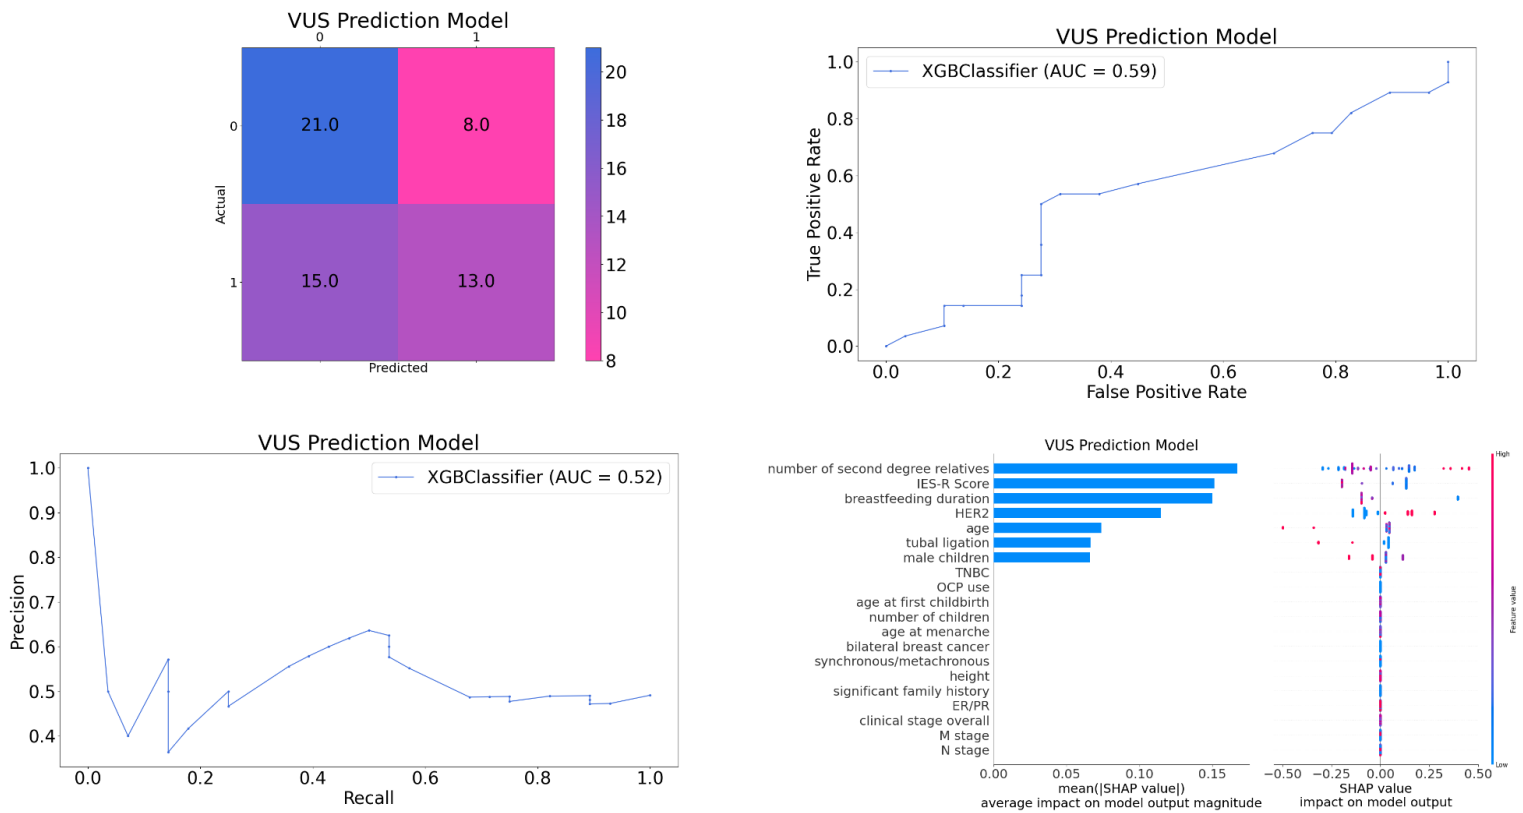 VUS Prediction Model
0 1
0
1
Actual
21.0 8.0
15.0 13.0
Predicted
20
18
16
14
12
10
8
VUS Prediction Model
XGBClassifier (AUC = 0.59)
1.0
0.8
0.6
0.4
0.2
0.0
True Positive Rate
0.0 0.2 0.4 0.6 0.8 1.0
False Positive Rate
VUS Prediction Model
XGBClassifier (AUC = 0.52)
1.0
0.9
0.8
0.7
0.6
0.5
0.4
Precision
0.0 0.2 0.4 0.6 0.8 1.0
Recall
VUS Prediction Model
number of second degree relatives
IES-R Score
breastfeeding duration
HER2
age
tubal ligation
male children
TNBC
OCP use
age at first childbirth
number of children
age at menarche
bilateral breast cancer
synchronous/metachronous
height
significant family history
ER/PR
clinical stage overall
M stage
N stage
0.00 0.05 0.10 0.15
mean(|SHAP value|)
average impact on model output magnitude
−0.50 −0.25 0.00 0.25 0.50
SHAP value
impact on model output
High
Feature value
Low